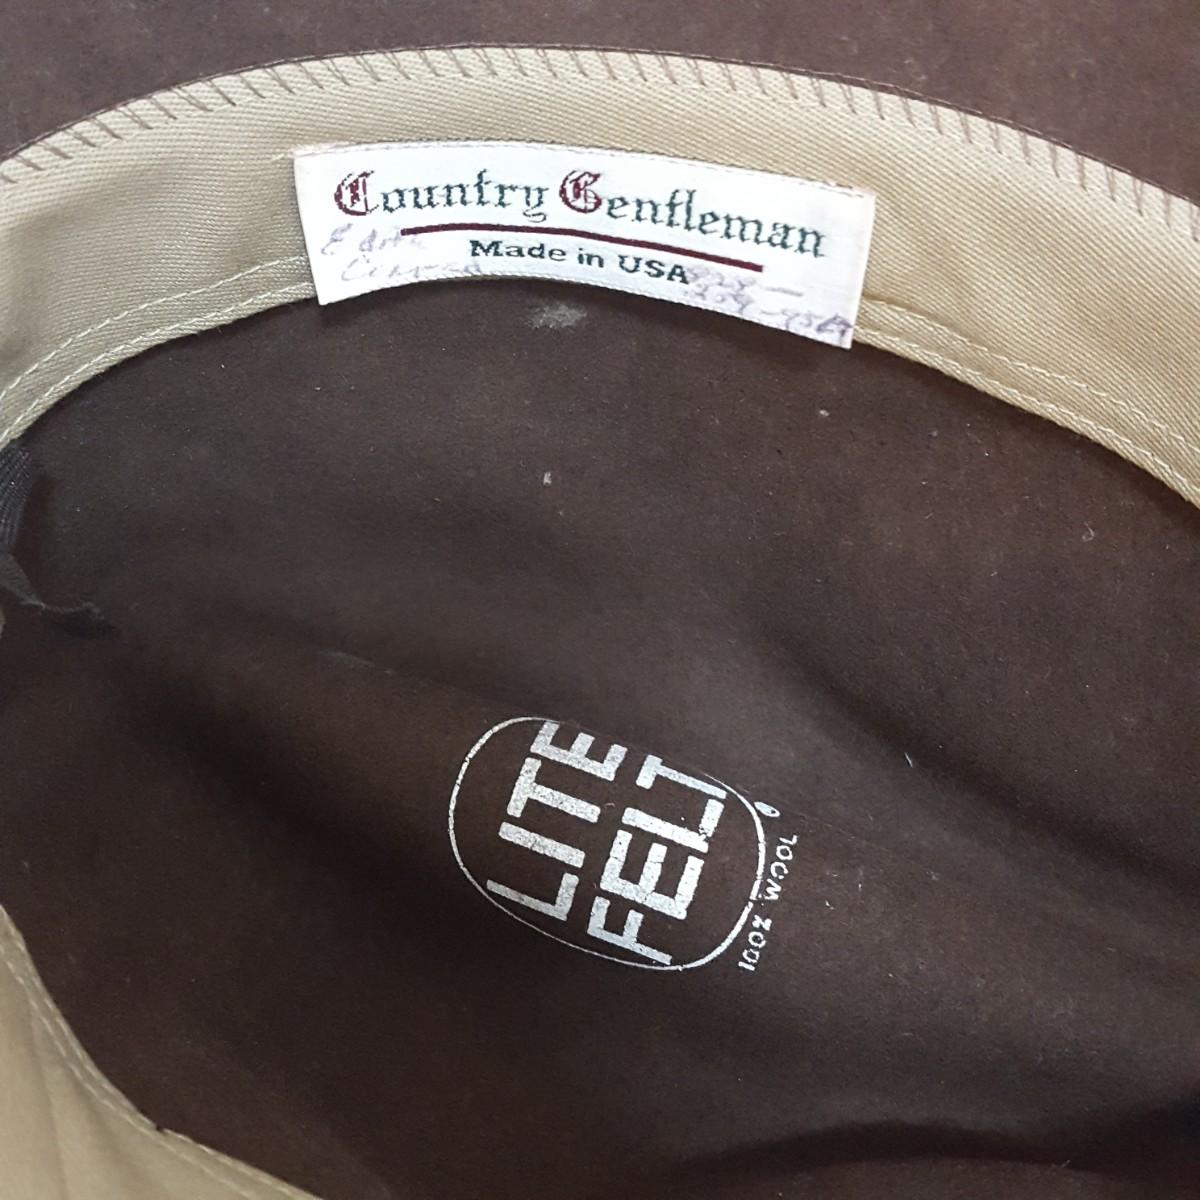 Country Gentleman
Made in USA
LITE
FELT
100% WOOL